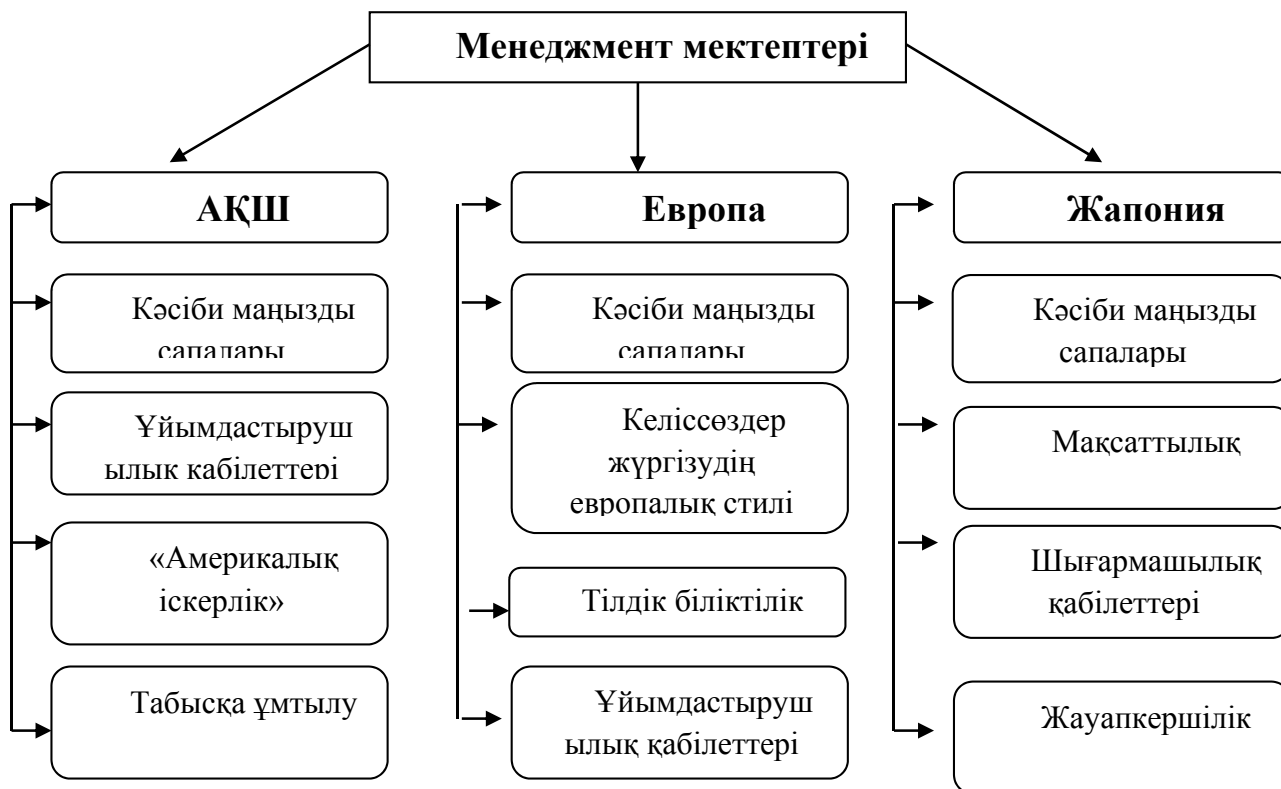 Менеджмент мектептері
АҚШ
Кәсіби маңызды
сапалары
Ұйымдастыруш
ылық қабілеттері
«Америкалық
іскерлік»
Табысқа ұмтылу
Европа
Кәсіби маңызды
сапалары
Келіссөздер
жүргізудің
европалық стилі
Тілдік біліктілік
Ұйымдастыруш
ылық қабілеттері
Жапония
Кәсіби маңызды
сапалары
Мақсаттылық
Шығармашылық
қабілеттері
Жауапкершілік